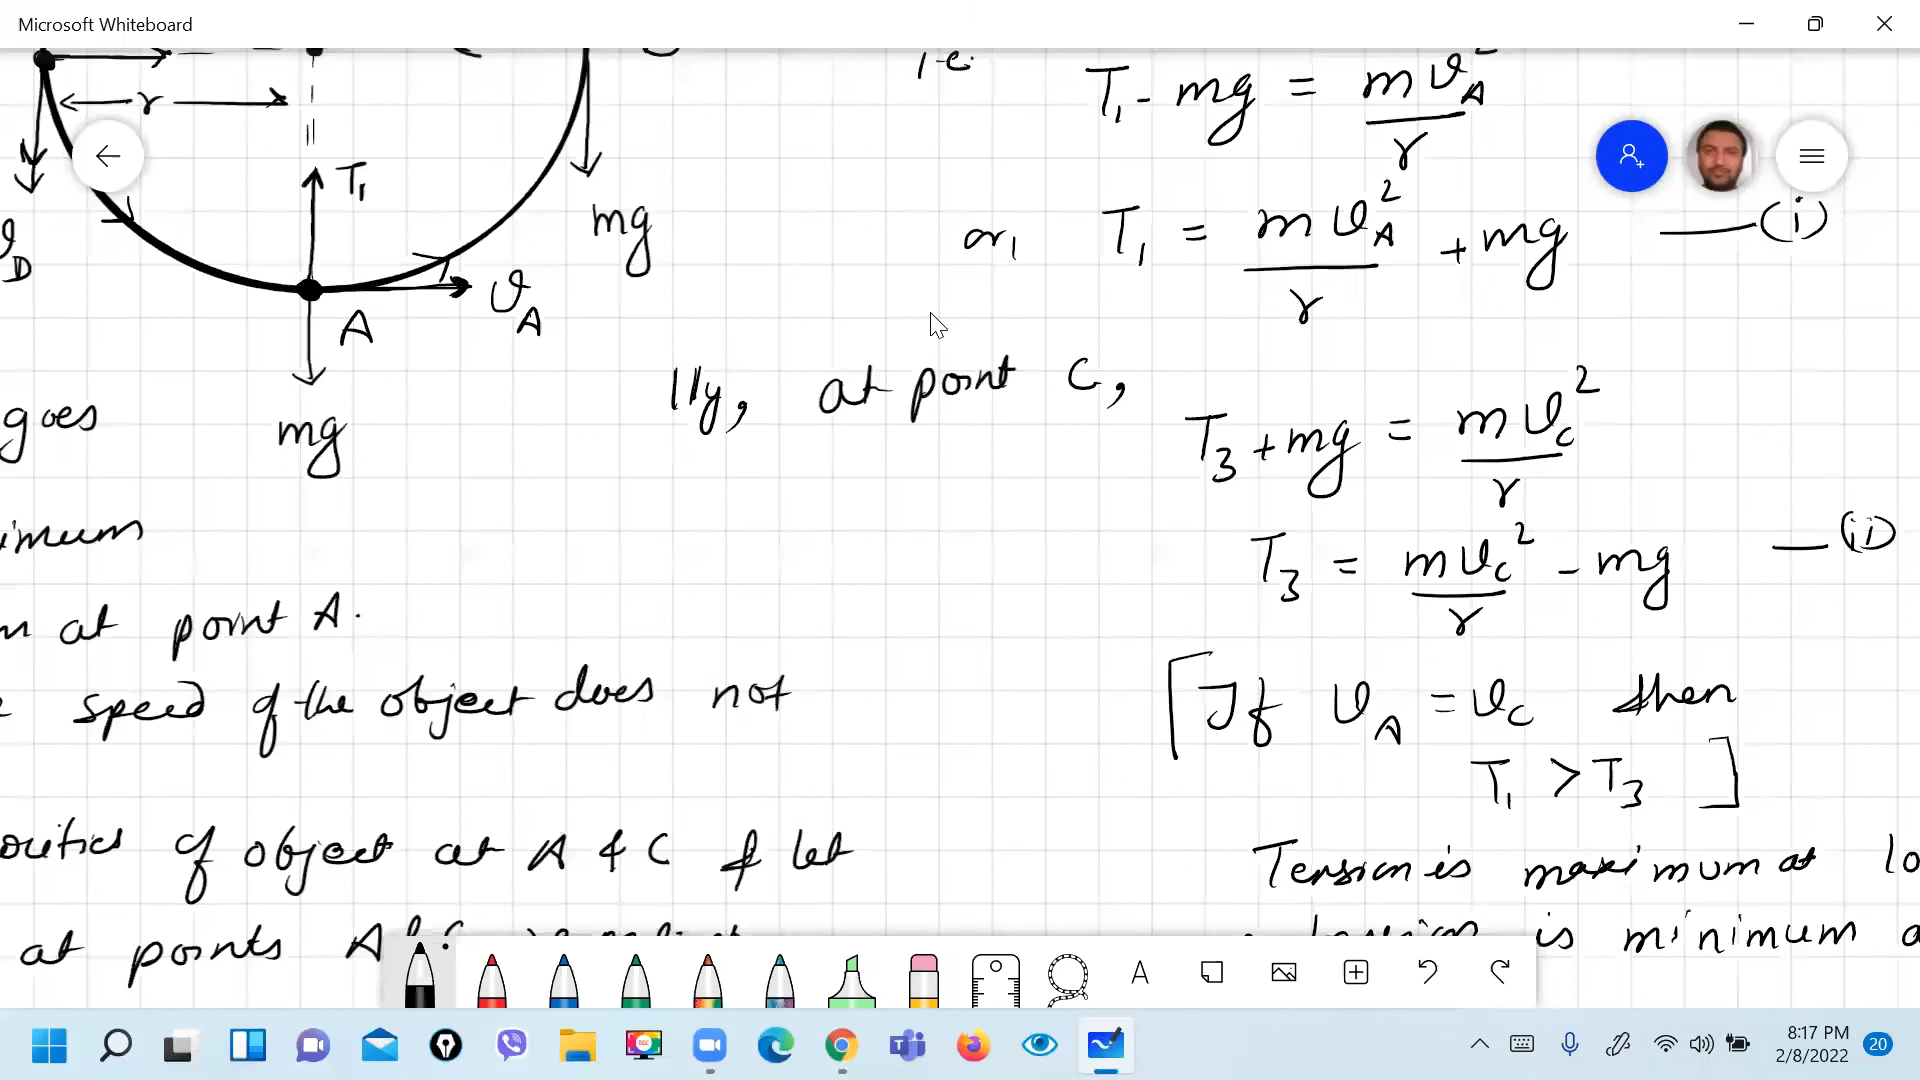 Microsoft Whiteboard
i.e. T₁ - mg = mv_A²/r
r
T₁
mg
v_D
or, T₁ = mv_A²/r + mg —(i)
v_A
A
mg
lly, at point C,
T₃ + mg = mv_c²/r
goes
T₃ = mv_c²/r - mg —(ii)
imum
at point A.
speed of the object does not
[If v_A = v_c then
T₁ > T₃]
of object at A & C & let
Tension is maximum at lo
at points A
is minimum a
A
8:17 PM
2/8/2022
20